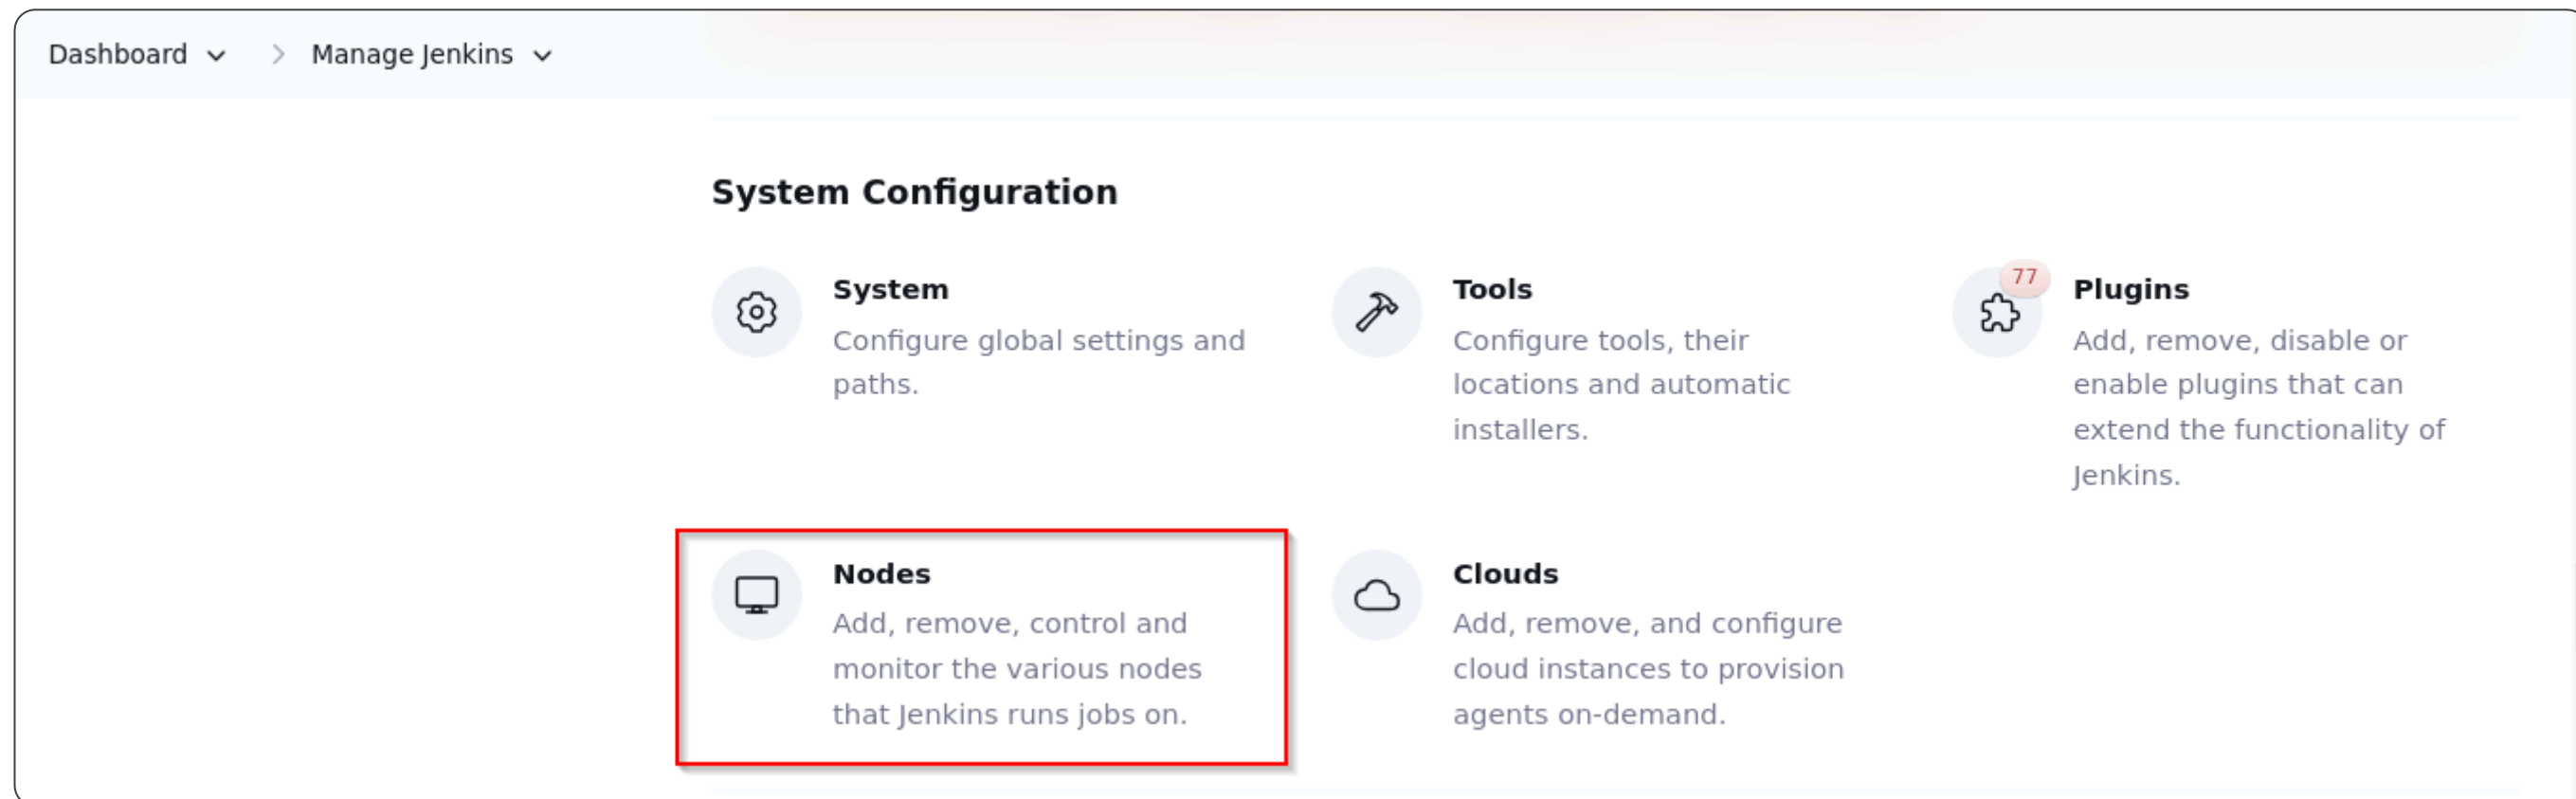 Dashboard Manage Jenkins
System Configuration
System
Configure global settings and
paths.
Tools
Configure tools, their
locations and automatic
installers.
77
Plugins
Add, remove, disable or
enable plugins that can
extend the functionality of
Jenkins.
Nodes
Add, remove, control and
monitor the various nodes
that Jenkins runs jobs on.
Clouds
Add, remove, and configure
cloud instances to provision
agents on-demand.